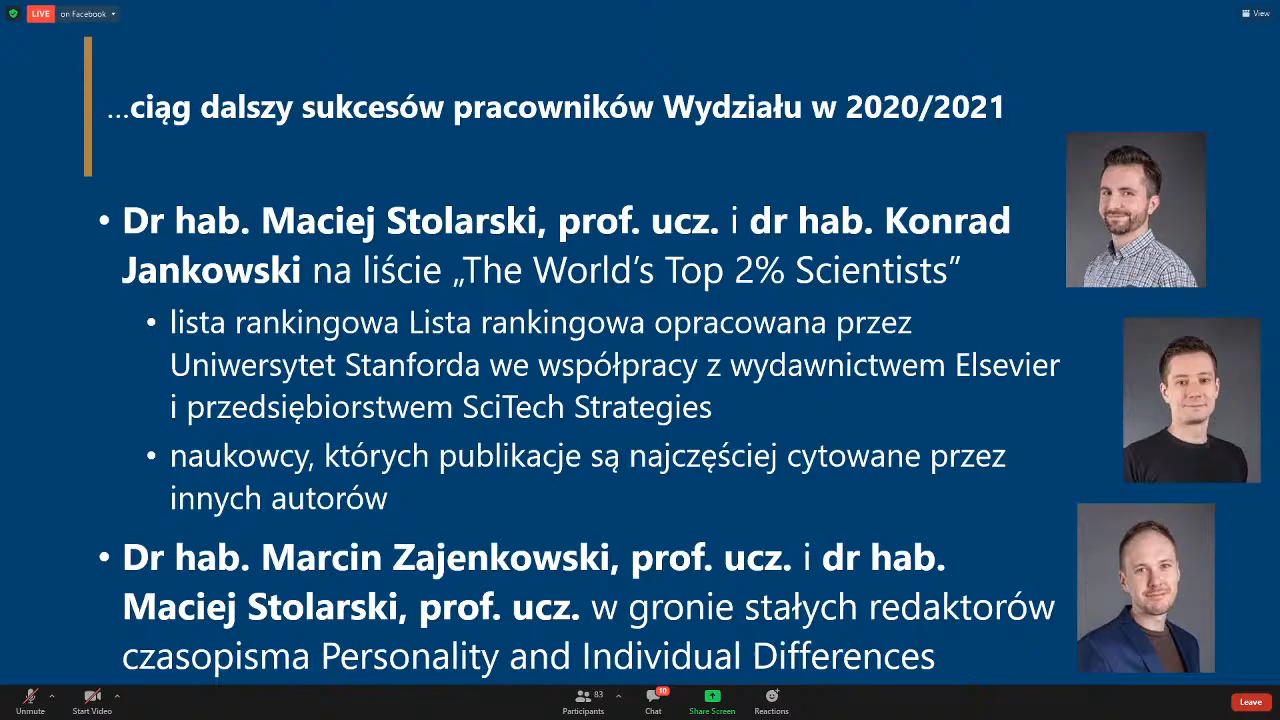 LIVE on Facebook
View
...ciąg dalszy sukcesów pracowników Wydziału w 2020/2021
• Dr hab. Maciej Stolarski, prof. ucz. i dr hab. Konrad
Jankowski na liście „The World’s Top 2% Scientists”
• lista rankingowa Lista rankingowa opracowana przez
Uniwersytet Stanforda we współpracy z wydawnictwem Elsevier
i przedsiębiorstwem SciTech Strategies
• naukowcy, których publikacje są najczęściej cytowane przez
innych autorów
• Dr hab. Marcin Zajenkowski, prof. ucz. i dr hab.
Maciej Stolarski, prof. ucz. w gronie stałych redaktorów
czasopisma Personality and Individual Differences
83
10
Unmute
Start Video
Participants
Chat
Share Screen
Reactions
Leave